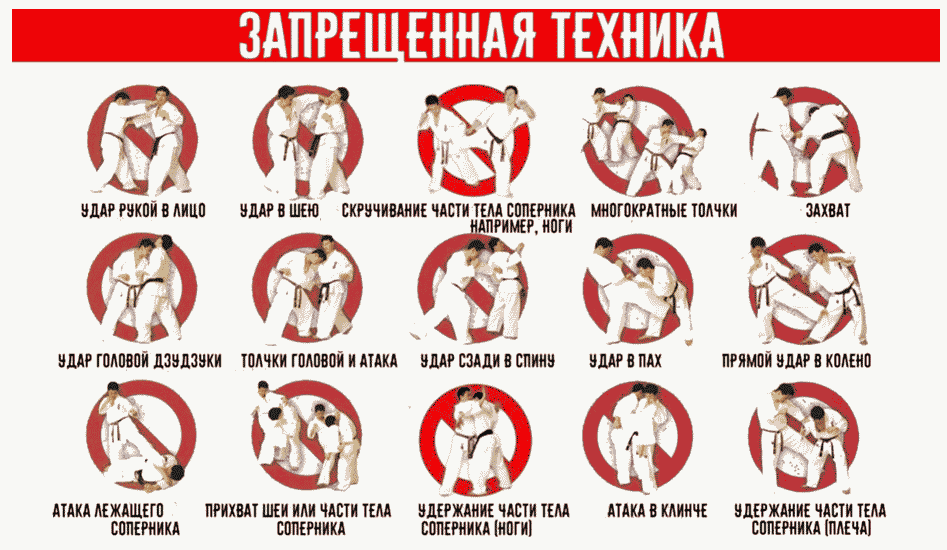 ЗАПРЕЩЕННАЯ ТЕХНИКА
УДАР РУКОЙ В ЛИЦО
УДАР В ШЕЮ
СКРУЧИВАНИЕ ЧАСТИ ТЕЛА СОПЕРНИКА
НАПРИМЕР, НОГИ
МНОГОКРАТНЫЕ ТОЛЧКИ
ЗАХВАТ
УДАР ГОЛОВОЙ ДЗУДЗУКИ
ТОЛЧКИ ГОЛОВОЙ И АТАКА
УДАР СЗАДИ В СПИНУ
УДАР В ПАХ
ПРЯМОЙ УДАР В КОЛЕНО
АТАКА ЛЕЖАЩЕГО
СОПЕРНИКА
ПРИХВАТ ШЕИ ИЛИ ЧАСТИ ТЕЛА
СОПЕРНИКА
УДЕРЖАНИЕ ЧАСТИ ТЕЛА
СОПЕРНИКА (НОГИ)
АТАКА В КЛИНЧЕ
УДЕРЖАНИЕ ЧАСТИ ТЕЛА
СОПЕРНИКА (ПЛЕЧА)